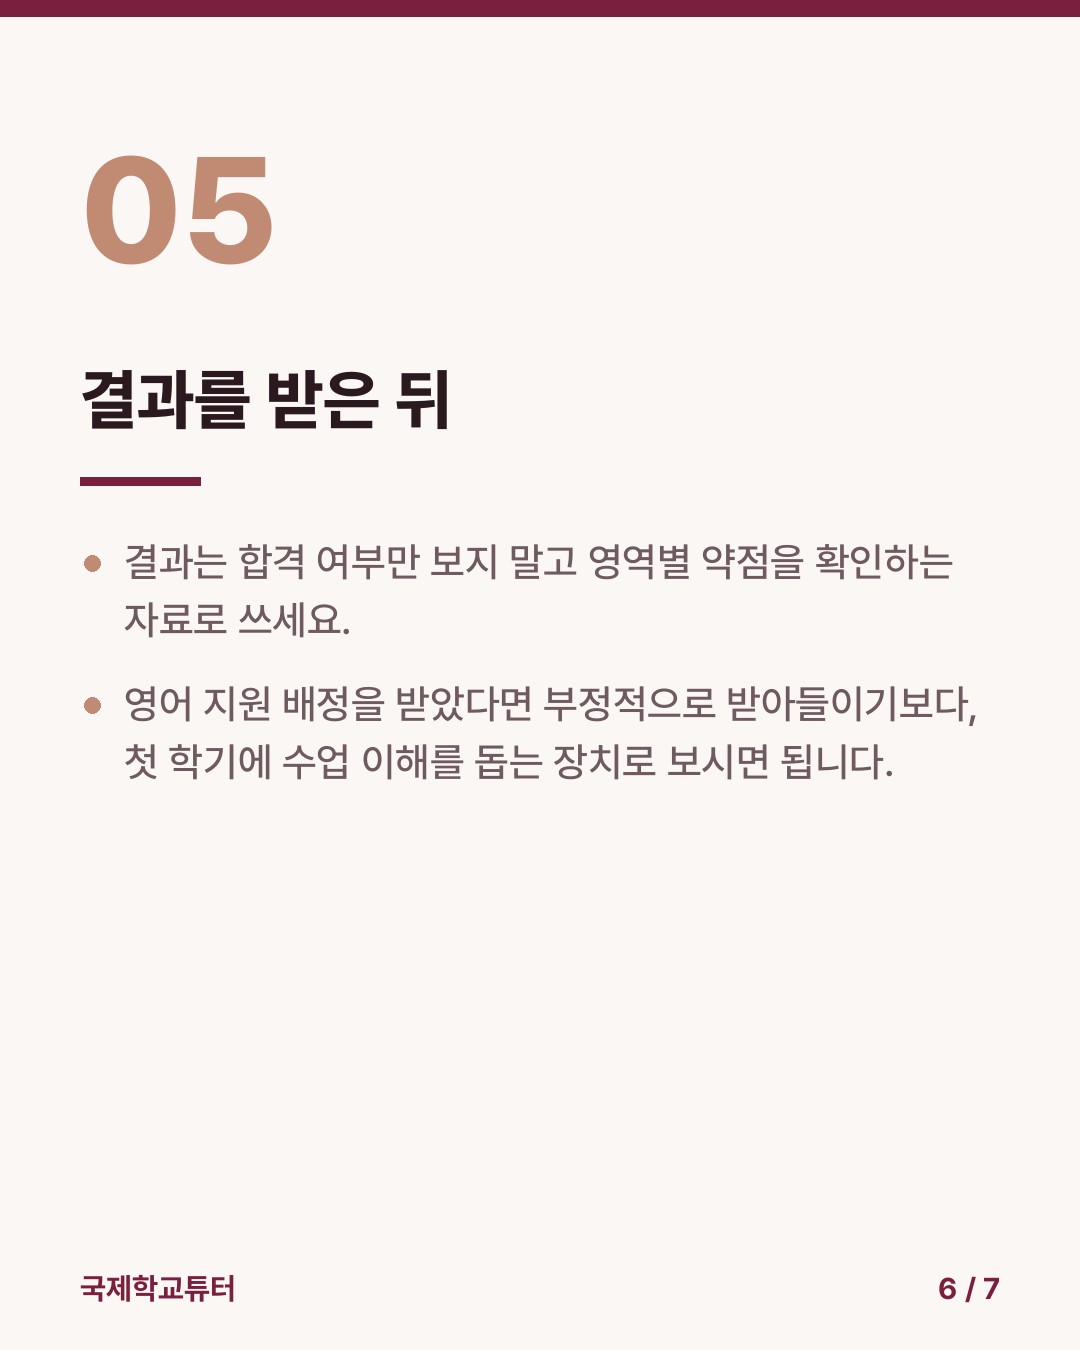 05
결과를 받은 뒤
결과는 합격 여부만 보지 말고 영역별 약점을 확인하는
자료로 쓰세요.
영어 지원 배정을 받았다면 부정적으로 받아들이기보다,
첫 학기에 수업 이해를 돕는 장치로 보시면 됩니다.
국제학교튜터
6 / 7